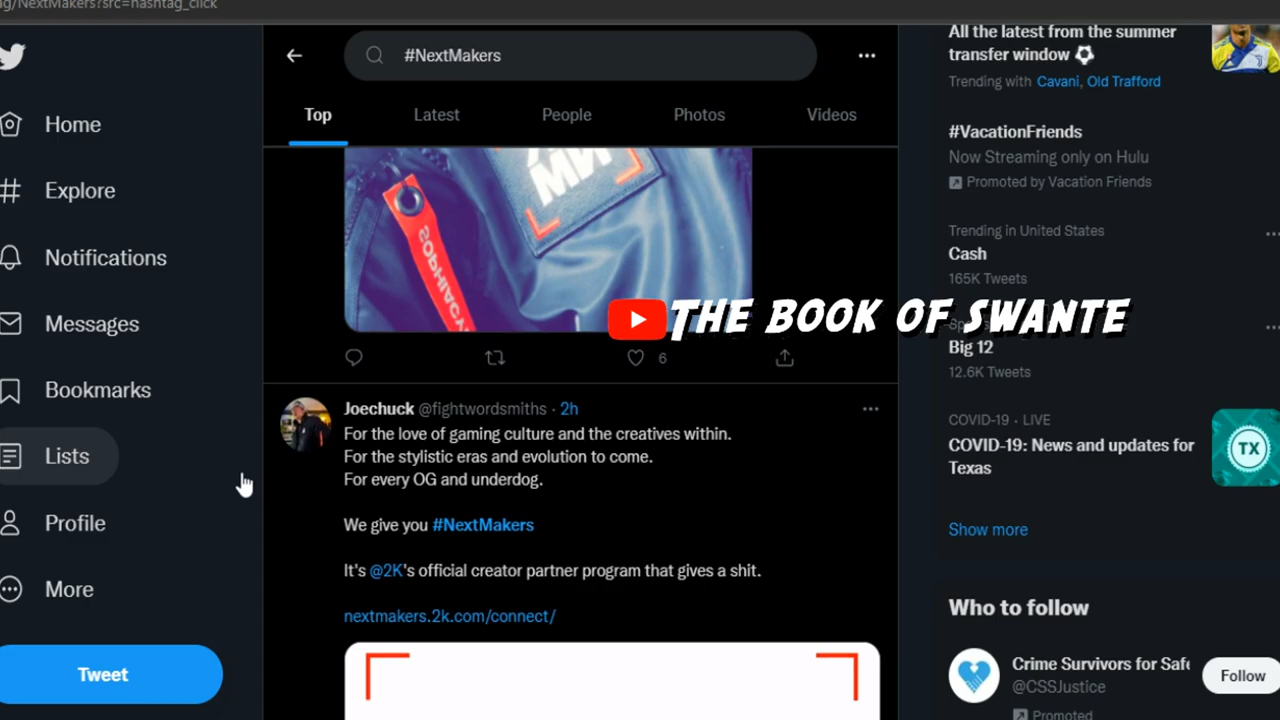 ag/NextMakers?src=hashtag_click
#NextMakers
Top
Latest
People
Photos
Videos
Home
Explore
Notifications
Messages
Bookmarks
Lists
Profile
More
Tweet
6
Joechuck @fightwordsmiths · 2h
For the love of gaming culture and the creatives within.
For the stylistic eras and evolution to come.
For every OG and underdog.
We give you #NextMakers
It's @2K's official creator partner program that gives a shit.
nextmakers.2k.com/connect/
THE BOOK OF SWANTE
All the latest from the summer
transfer window
Trending with Cavani, Old Trafford
#VacationFriends
Now Streaming only on Hulu
Promoted by Vacation Friends
Trending in United States
Cash
165K Tweets
Big 12
12.6K Tweets
COVID-19 · LIVE
COVID-19: News and updates for
Texas
TX
Show more
Who to follow
Crime Survivors for Safe
@CSSJustice
Promoted
Follow